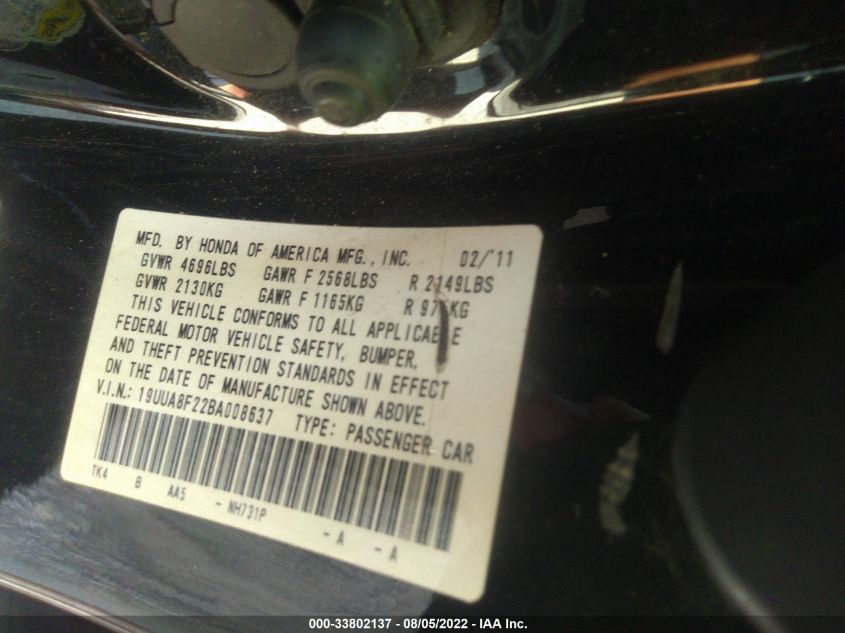 MFD. BY HONDA OF AMERICA MFG., INC. 02/'11
GVWR 4696LBS GAWR F 2568LBS R 2149LBS
GVWR 2130KG GAWR F 1165KG R
THIS VEHICLE CONFORMS TO ALL APPLICABLE
FEDERAL MOTOR VEHICLE SAFETY, BUMPER,
AND THEFT PREVENTION STANDARDS IN EFFECT
ON THE DATE OF MANUFACTURE SHOWN ABOVE.
V.I.N.: 19UUA8F22BA008637 TYPE: PASSENGER CAR
TK4 B AA5 - NH731P - A - A
000-33802137 - 08/05/2022 - IAA Inc.